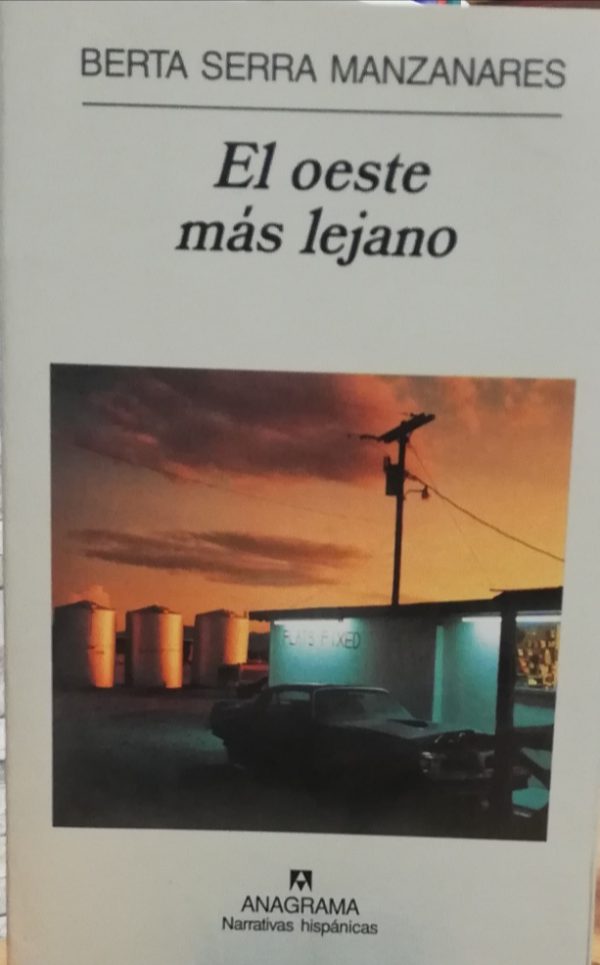 BERTA SERRA MANZANARES
El oeste
más lejano
FLATS FIXED
ANAGRAMA
Narrativas hispánicas